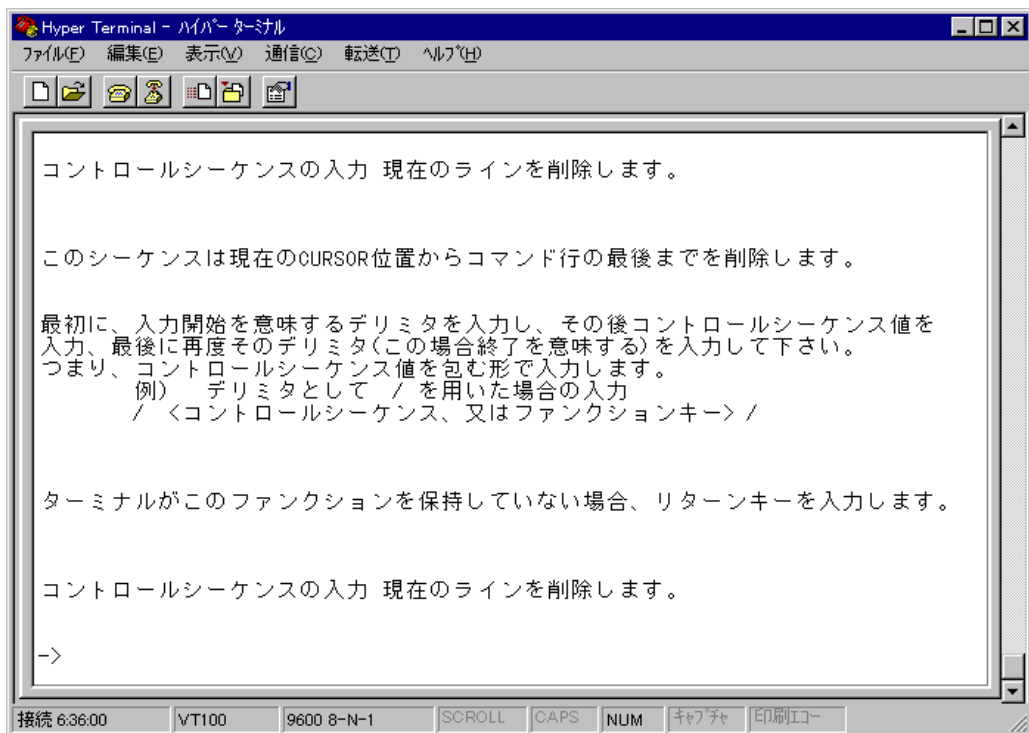 Hyper Terminal - ﾊｲﾊﾟｰ ﾀｰﾐﾅﾙ
ﾌｧｲﾙ(F) 編集(E) 表示(V) 通信(C) 転送(T) ﾍﾙﾌﾟ(H)
コントロールシーケンスの入力 現在のラインを削除します。
このシーケンスは現在のCURSOR位置からコマンド行の最後までを削除します。
最初に、入力開始を意味するデリミタを入力し、その後コントロールシーケンス値を
入力、最後に再度そのデリミタ(この場合終了を意味する)を入力して下さい。
つまり、コントロールシーケンス値を包む形で入力します。
例) デリミタとして / を用いた場合の入力
/ <コントロールシーケンス、又はファンクションキー> /
ターミナルがこのファンクションを保持していない場合、リターンキーを入力します。
コントロールシーケンスの入力 現在のラインを削除します。
->
接続 6:36:00 VT100 9600 8-N-1 SCROLL CAPS NUM ｷｬﾌﾟﾁｬ 印刷ｴｺｰ